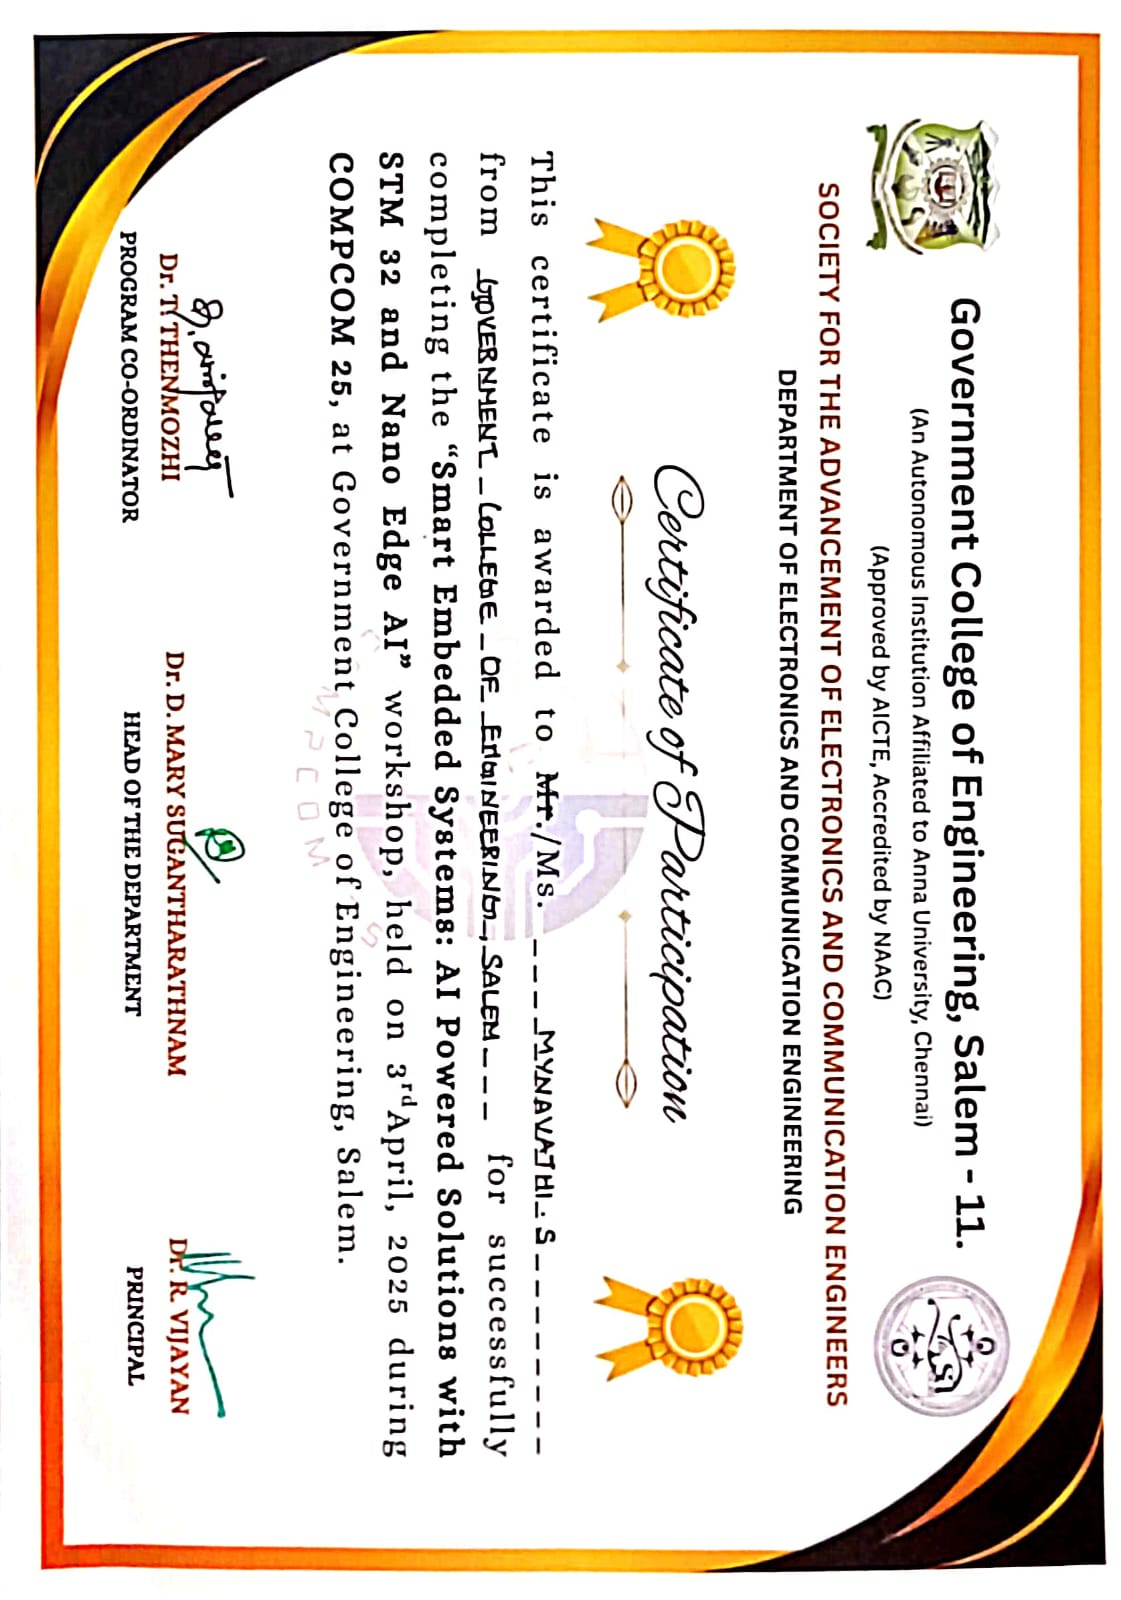 Government College of Engineering, Salem - 11.
(An Autonomous Institution Affiliated to Anna University, Chennai)
(Approved by AICTE, Accredited by NAAC)
SOCIETY FOR THE ADVANCEMENT OF ELECTRONICS AND COMMUNICATION ENGINEERS
DEPARTMENT OF ELECTRONICS AND COMMUNICATION ENGINEERING
Certificate of Participation
This certificate is awarded to Mr./Ms. MYNAVATHI.S
from GOVERNMENT COLLEGE OF ENGINEERING, SALEM for successfully
completing the “Smart Embedded Systems: AI Powered Solutions with
STM 32 and Nano Edge AI” workshop, held on 3rd April, 2025 during
COMPCOM 25, at Government College of Engineering, Salem.
Dr. T. THENMOZHI
PROGRAM CO-ORDINATOR
Dr. D. MARY SUGANTHARATHNAM
HEAD OF THE DEPARTMENT
Dr. R. VIJAYAN
PRINCIPAL